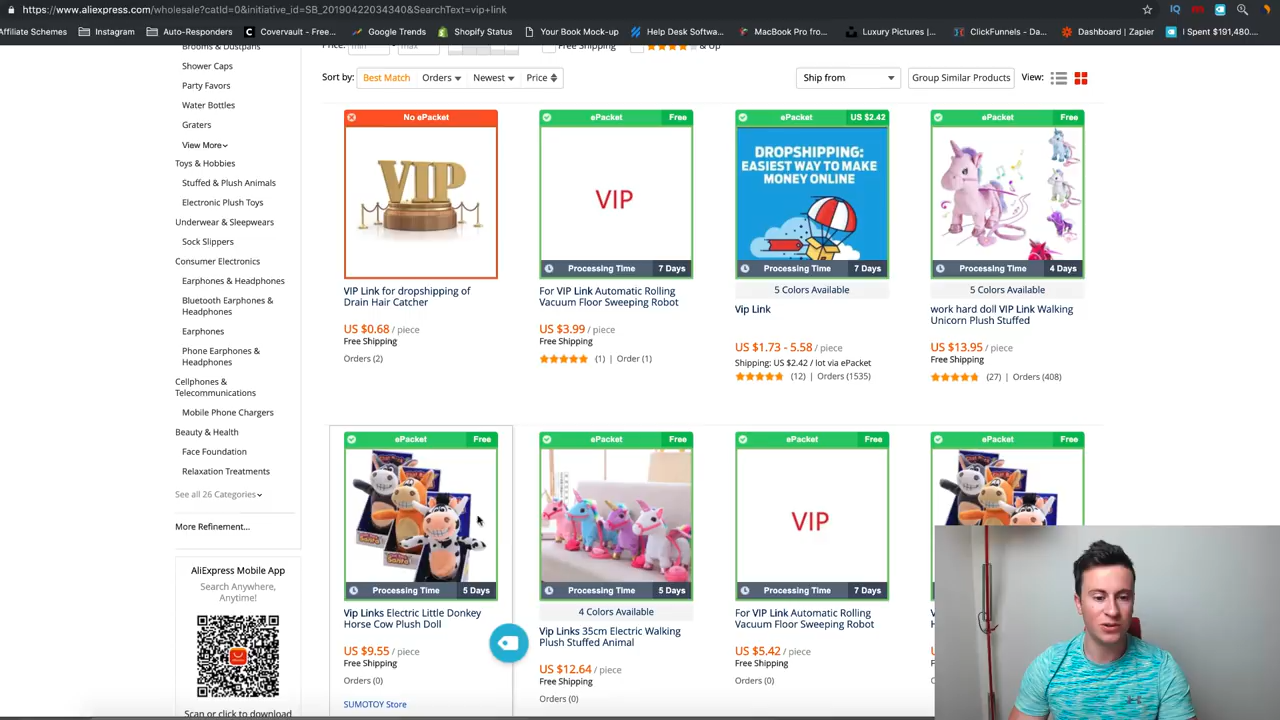 https://www.aliexpress.com/wholesale?catId=0&initiative_id=SB_20190422034340&SearchText=vip+link
Affiliate Schemes
Instagram
Auto-Responders
Covervault - Free...
Google Trends
Shopify Status
Your Book Mock-up
Help Desk Softwa...
MacBook Pro for...
Luxury Pictures |...
ClickFunnels - Da...
Dashboard | Zapier
I Spent $191,480....
Brooms & Dustpans
Shower Caps
Party Favors
Water Bottles
Graters
View More
Toys & Hobbies
Stuffed & Plush Animals
Electronic Plush Toys
Underwear & Sleepwears
Sock Slippers
Consumer Electronics
Earphones & Headphones
Bluetooth Earphones &
Headphones
Earphones
Phone Earphones &
Headphones
Cellphones &
Telecommunications
Mobile Phone Chargers
Beauty & Health
Face Foundation
Relaxation Treatments
See all 26 Categories
More Refinement...
AliExpress Mobile App
Search Anywhere,
Anytime!
Scan or click to download
Price:
min
-
max
Free Shipping
& Up
Sort by:
Best Match
Orders
Newest
Price
Ship from
Group Similar Products
View:
No ePacket
VIP
VIP Link for dropshipping of
Drain Hair Catcher
US $0.68 / piece
Free Shipping
Orders (2)
ePacket
Free
VIP
Processing Time
7 Days
For VIP Link Automatic Rolling
Vacuum Floor Sweeping Robot
US $3.99 / piece
Free Shipping
(1) | Order (1)
ePacket
US $2.42
DROPSHIPPING:
EASIEST WAY TO MAKE
MONEY ONLINE
Processing Time
7 Days
5 Colors Available
Vip Link
US $1.73 - 5.58 / piece
Shipping: US $2.42 / lot via ePacket
(12) | Orders (1535)
ePacket
Free
Processing Time
4 Days
5 Colors Available
work hard doll VIP Link Walking
Unicorn Plush Stuffed
US $13.95 / piece
Free Shipping
(27) | Orders (408)
ePacket
Free
Processing Time
5 Days
Vip Links Electric Little Donkey
Horse Cow Plush Doll
US $9.55 / piece
Free Shipping
Orders (0)
SUMOTOY Store
ePacket
Free
Processing Time
5 Days
4 Colors Available
Vip Links 35cm Electric Walking
Plush Stuffed Animal
US $12.64 / piece
Free Shipping
Orders (0)
ePacket
Free
VIP
Processing Time
7 Days
For VIP Link Automatic Rolling
Vacuum Floor Sweeping Robot
US $5.42 / piece
Free Shipping
Orders (0)
ePacket
Free